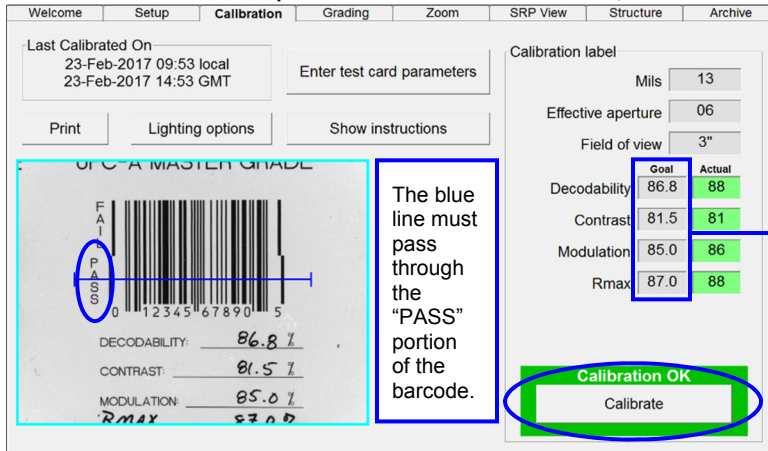 Welcome Setup Calibration Grading Zoom SRP View Structure Archive
Last Calibrated On
23-Feb-2017 09:53 local
23-Feb-2017 14:53 GMT
Enter test card parameters
Print Lighting options Show instructions
UPC-A MASTER GRADE
FAIL
PASS
0 12345 67890 5
DECODABILITY: 86.8 %
CONTRAST: 81.5 %
MODULATION: 85.0 %
RMAX 87.0 %
The blue
line must
pass
through
the
“PASS”
portion
of the
barcode.
Calibration label
Mils 13
Effective aperture 06
Field of view 3"
Goal Actual
Decodability 86.8 88
Contrast 81.5 81
Modulation 85.0 86
Rmax 87.0 88
Calibration OK
Calibrate